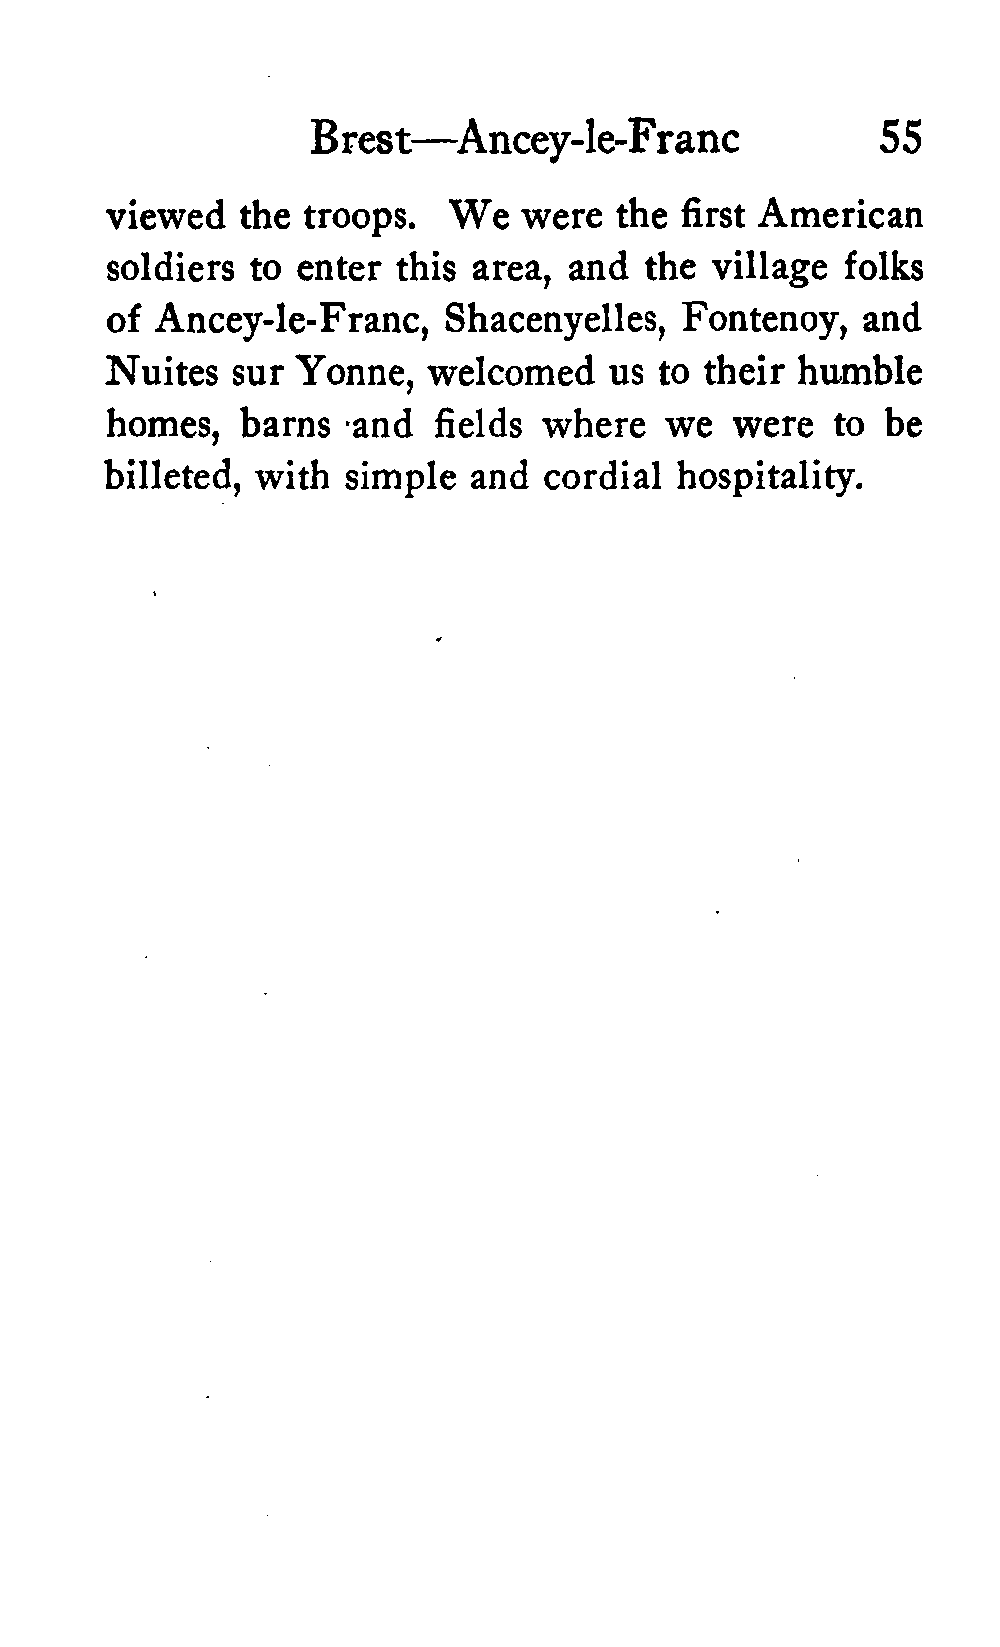 Brest—Ancey-le-Franc 55
viewed the troops. We were the first American
soldiers to enter this area, and the village folks
of Ancey-le-Franc, Shacenyelles, Fontenoy, and
Nuites sur Yonne, welcomed us to their humble
homes, barns and fields where we were to be
billeted, with simple and cordial hospitality.